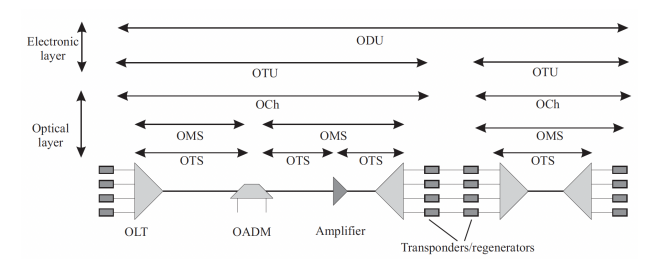 ODU
Electronic
layer
OTU
OTU
OCh
OCh
Optical
layer
OMS
OMS
OMS
OTS
OTS
OTS
OTS
OLT
OADM
Amplifier
Transponders/regenerators